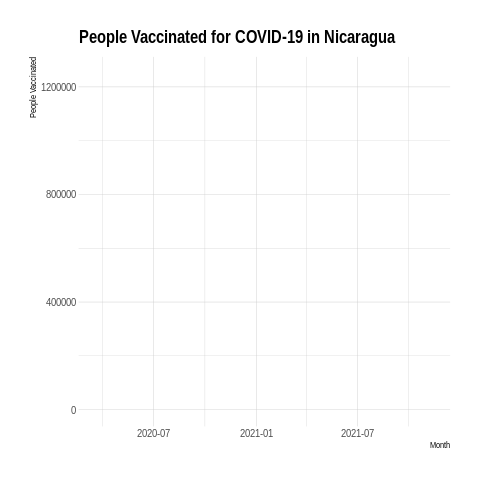 People Vaccinated for COVID-19 in Nicaragua
People Vaccinated
1200000
800000
400000
0
2020-07 2021-01 2021-07
Month